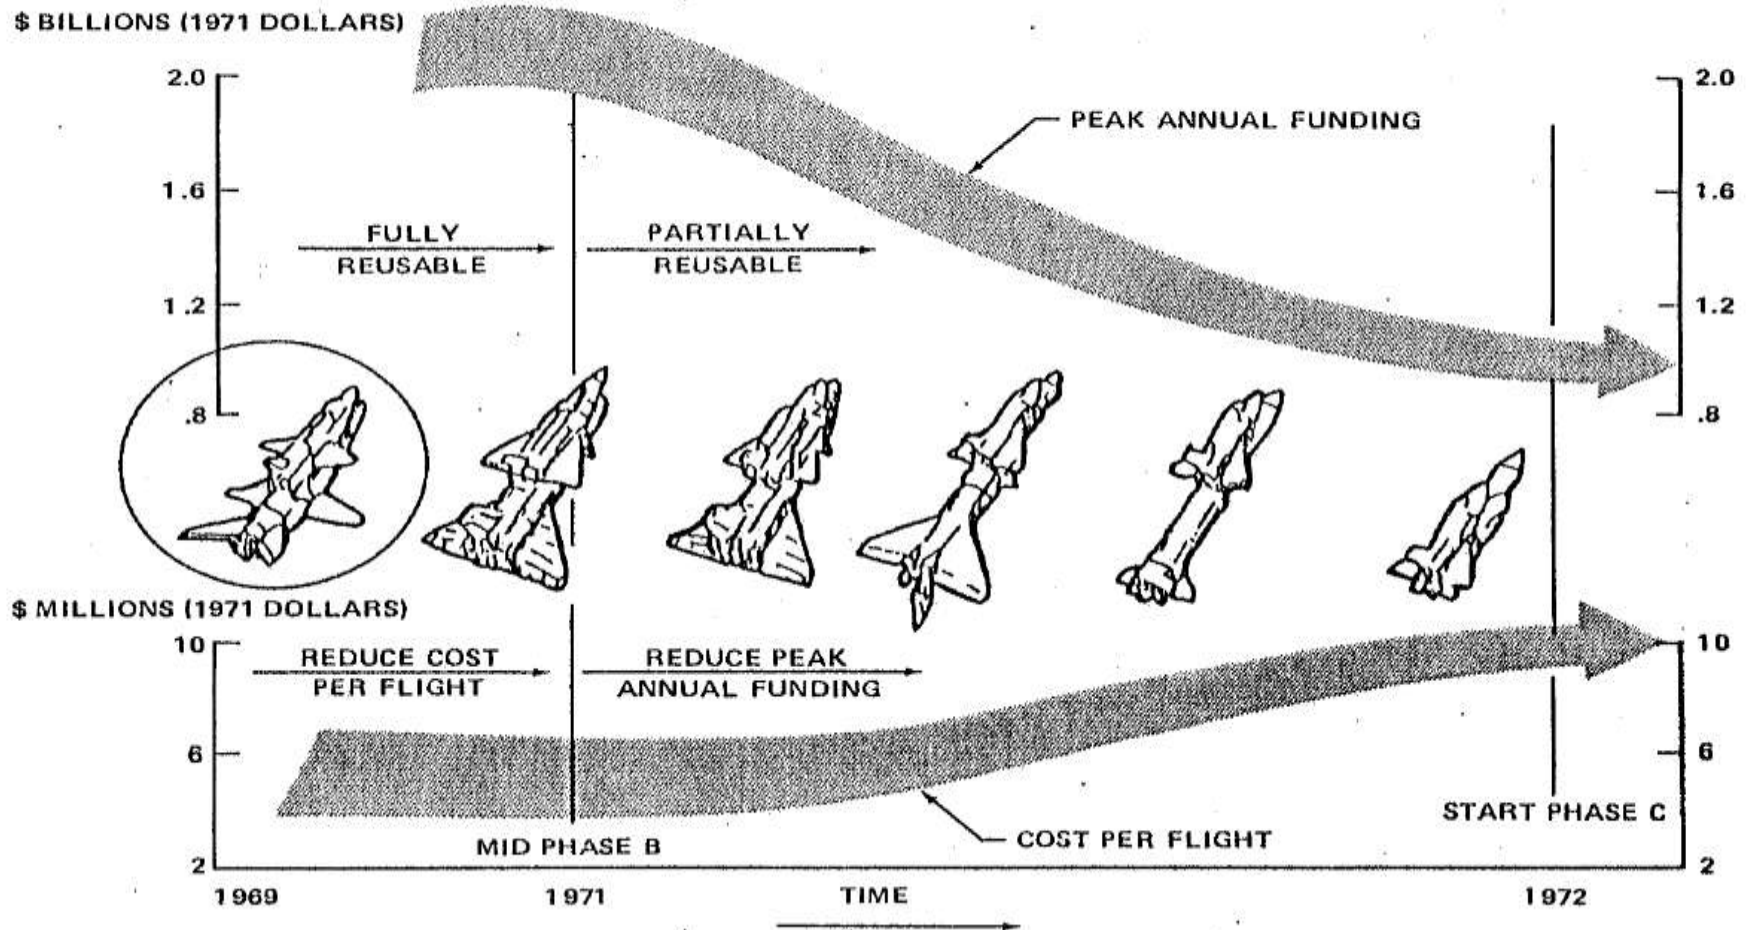 $ BILLIONS (1971 DOLLARS)
2.0
2.0
PEAK ANNUAL FUNDING
1.6
1.6
FULLY
REUSABLE
PARTIALLY
REUSABLE
1.2
1.2
.8
.8
$ MILLIONS (1971 DOLLARS)
10
10
REDUCE COST
PER FLIGHT
REDUCE PEAK
ANNUAL FUNDING
6
6
START PHASE C
MID PHASE B
COST PER FLIGHT
2
2
1969
1971
TIME
1972